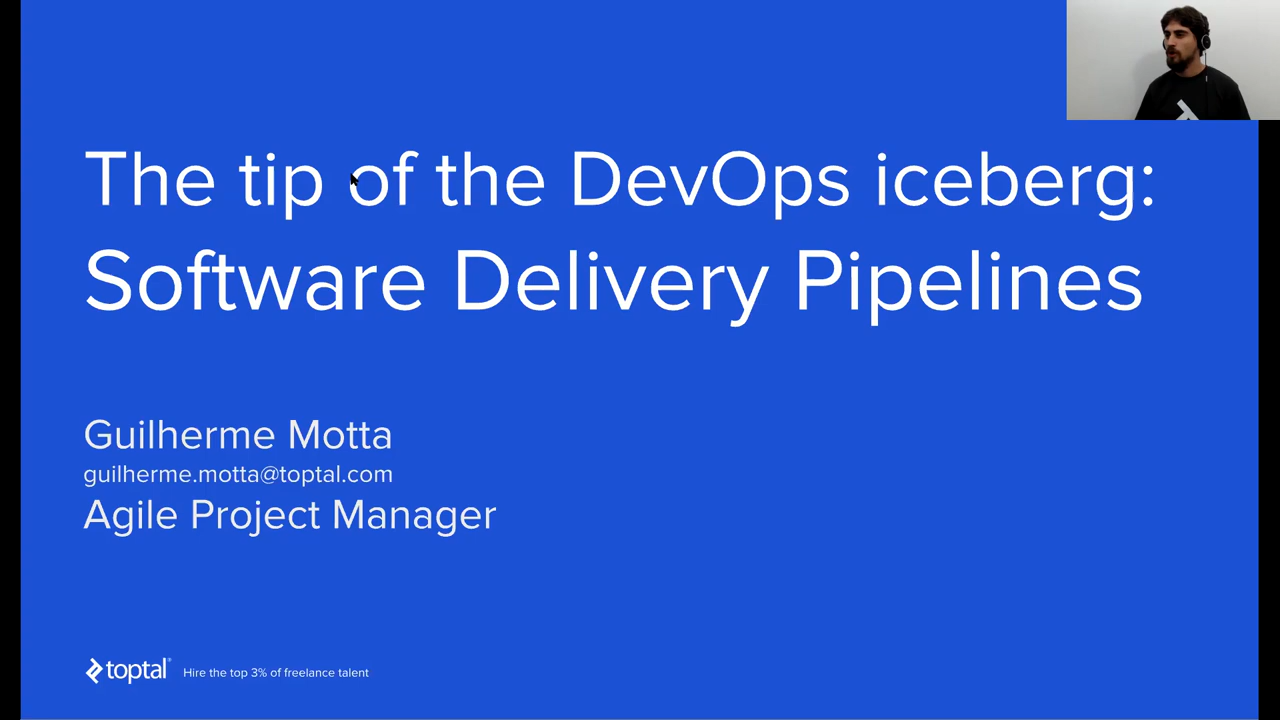 The tip of the DevOps iceberg:
Software Delivery Pipelines
Guilherme Motta
guilherme.motta@toptal.com
Agile Project Manager
toptal® Hire the top 3% of freelance talent